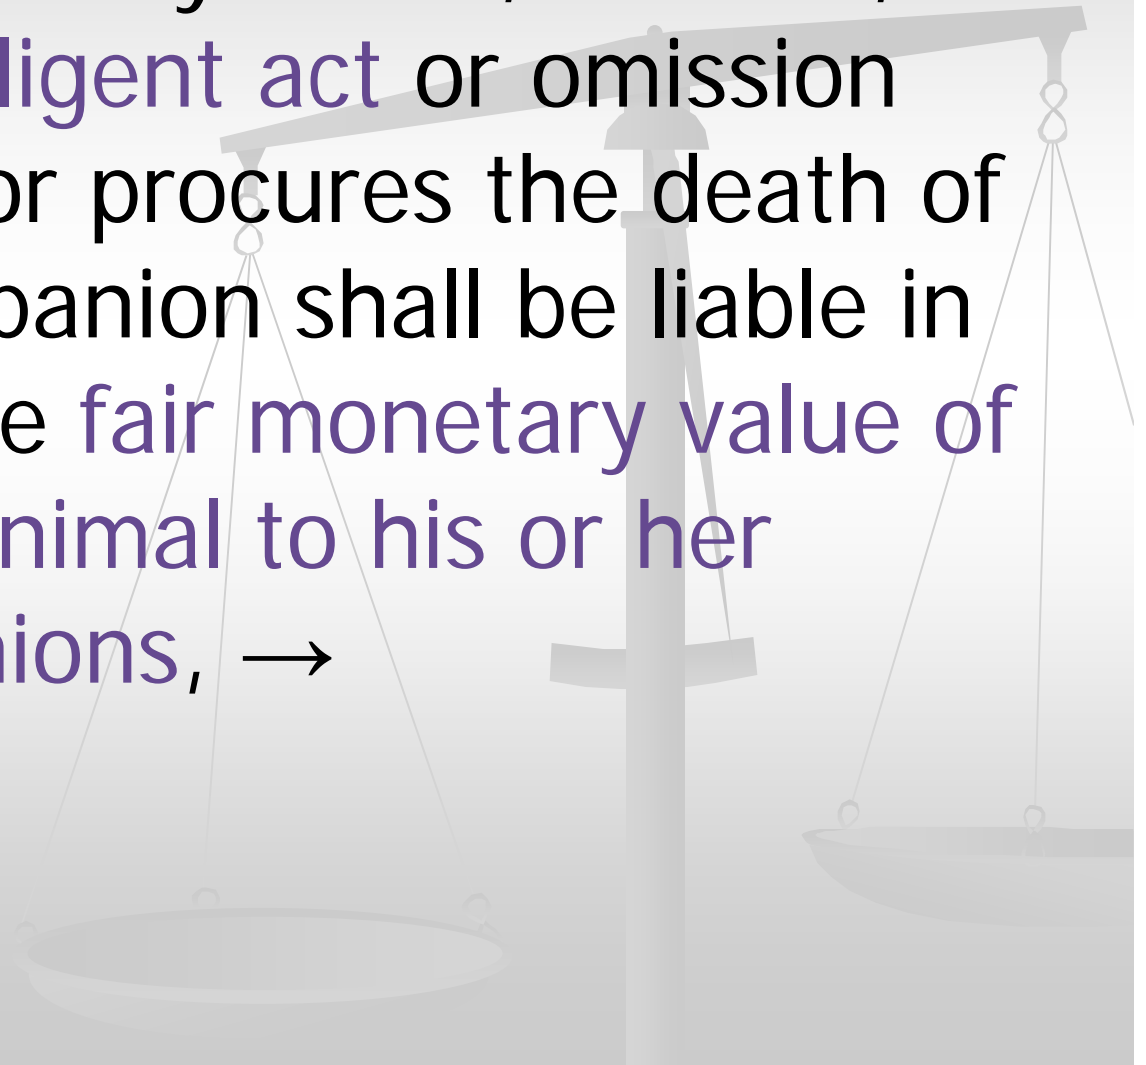 ligent act or omission
or procures the death of
panion shall be liable in
e fair monetary value of
nimal to his or her
nions, →